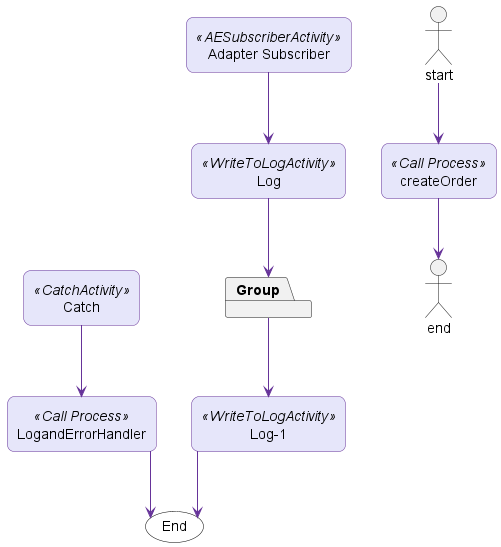 «AESubscriberActivity»
Adapter Subscriber
start
«WriteToLogActivity»
Log
«Call Process»
createOrder
Group
end
«CatchActivity»
Catch
«Call Process»
LogandErrorHandler
«WriteToLogActivity»
Log-1
End